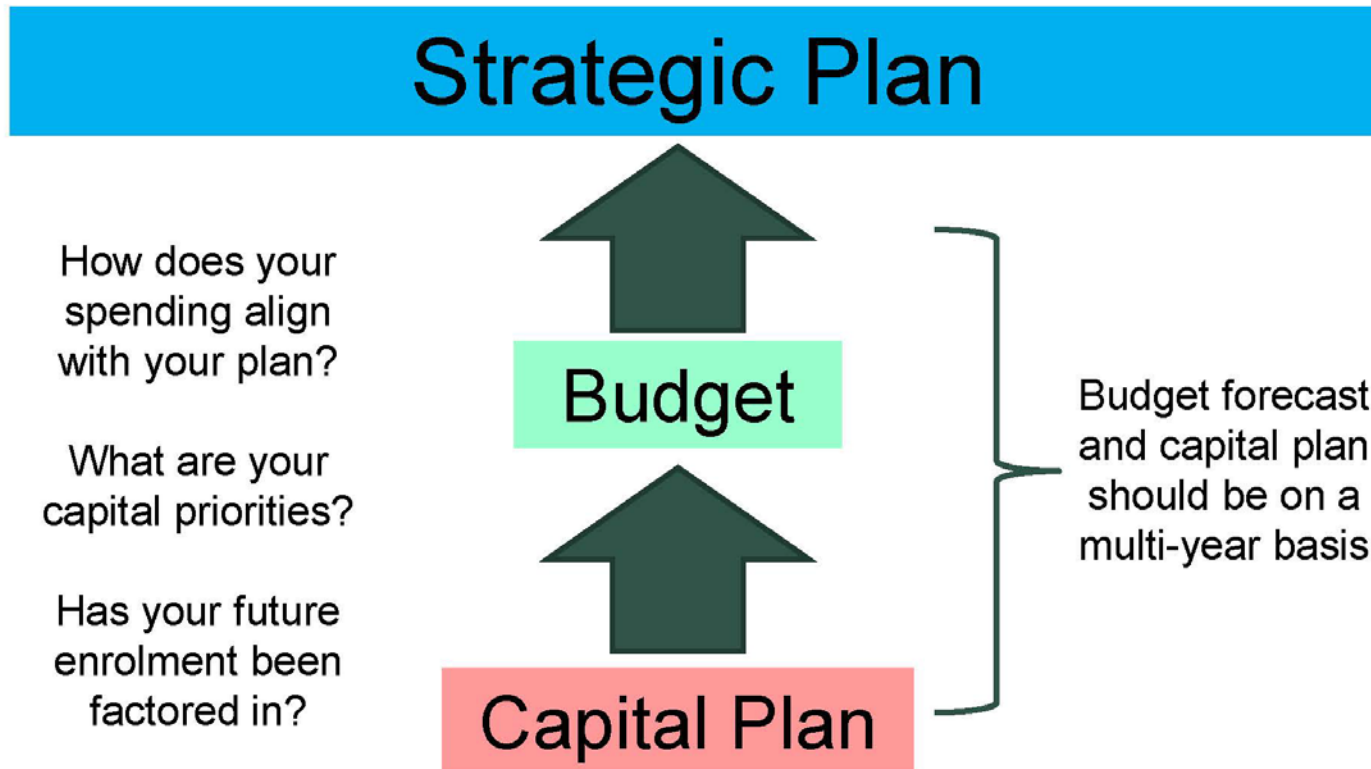 Strategic Plan
How does your
spending align
with your plan?
What are your
capital priorities?
Has your future
enrolment been
factored in?
Budget
Capital Plan
Budget forecast
and capital plan
should be on a
multi-year basis